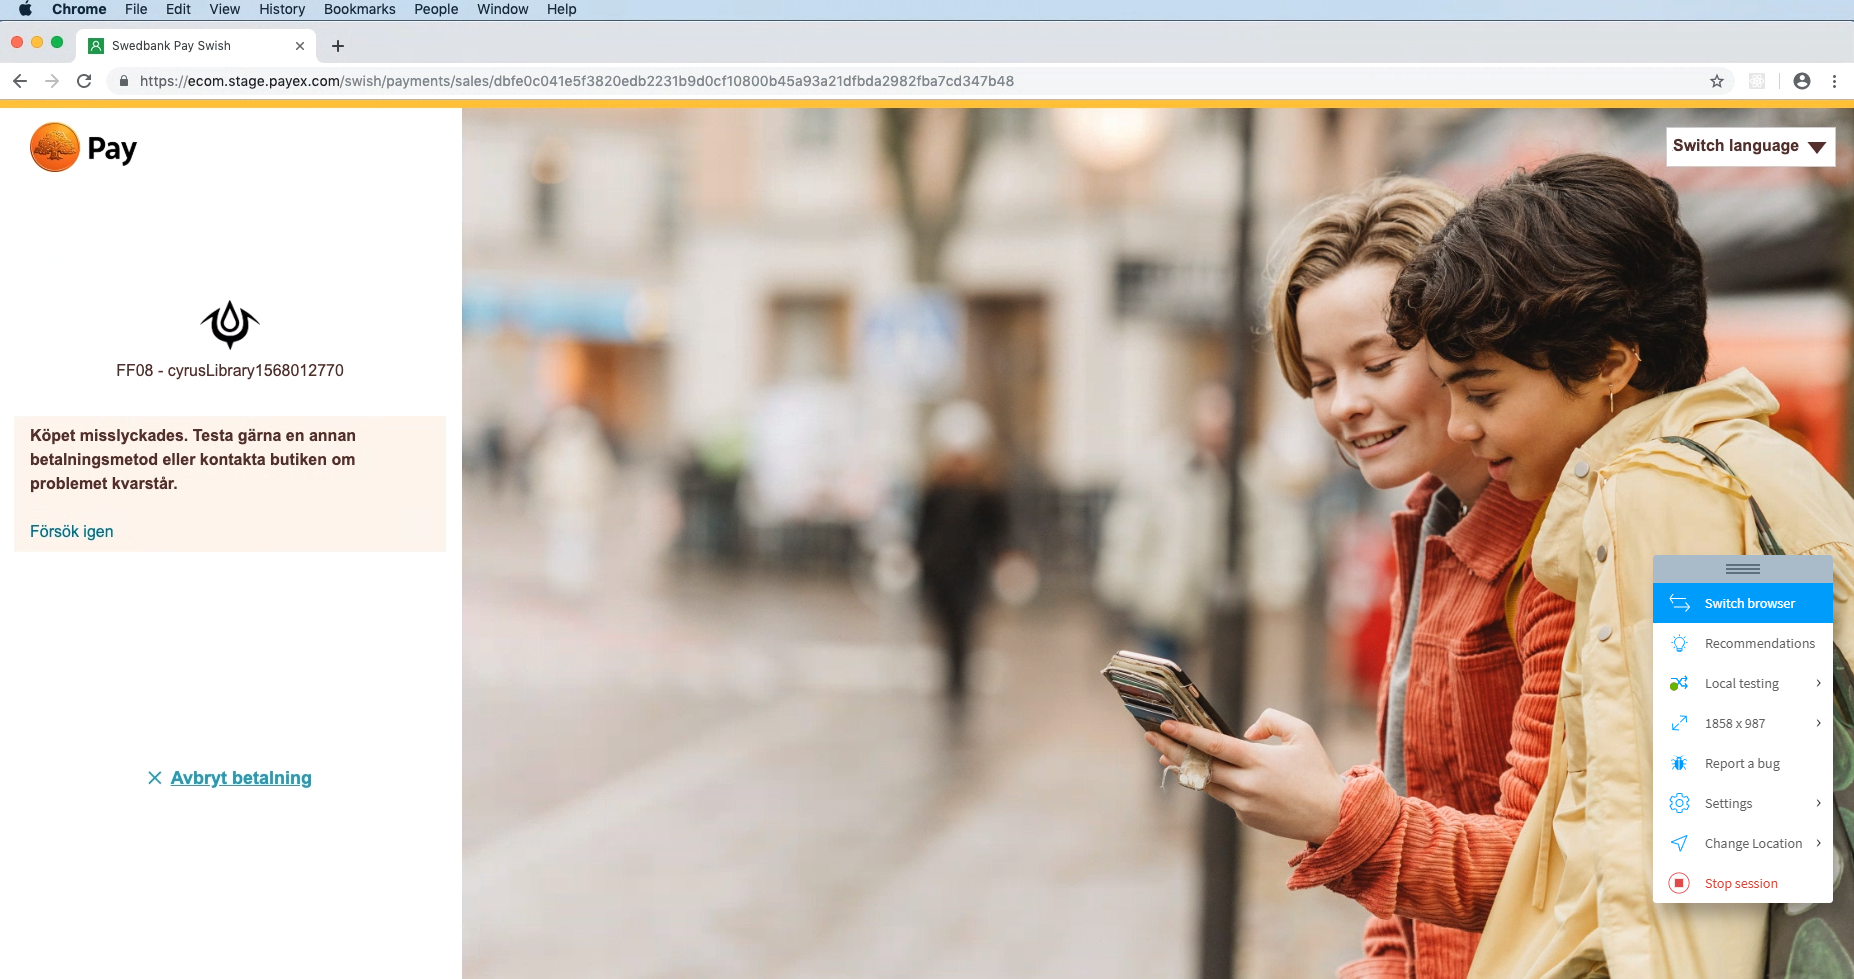 Chrome File Edit View History Bookmarks People Window Help
Swedbank Pay Swish
https://ecom.stage.payex.com/swish/payments/sales/dbfe0c041e5f3820edb2231b9d0cf10800b45a93a21dfbda2982fba7cd347b48
Pay
Switch language
FF08 - cyrusLibrary1568012770
Köpet misslyckades. Testa gärna en annan
betalningsmetod eller kontakta butiken om
problemet kvarstår.
Försök igen
Avbryt betalning
Switch browser
Recommendations
Local testing
1858 x 987
Report a bug
Settings
Change Location
Stop session